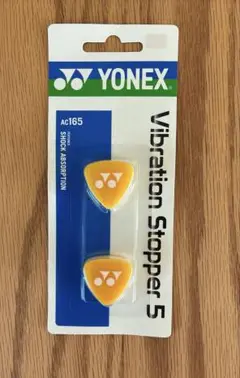 YONEX
AC165
SHOCK ABSORPTION
Vibration Stopper 5